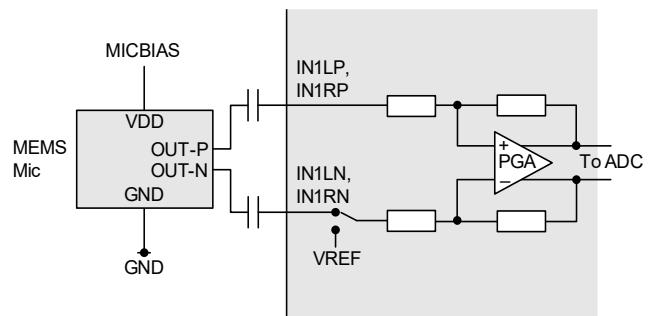 MICBIAS
IN1LP,
IN1RP
VDD
MEMS
Mic
OUT-P
OUT-N
GND
+
PGA
−
To ADC
IN1LN,
IN1RN
VREF
GND